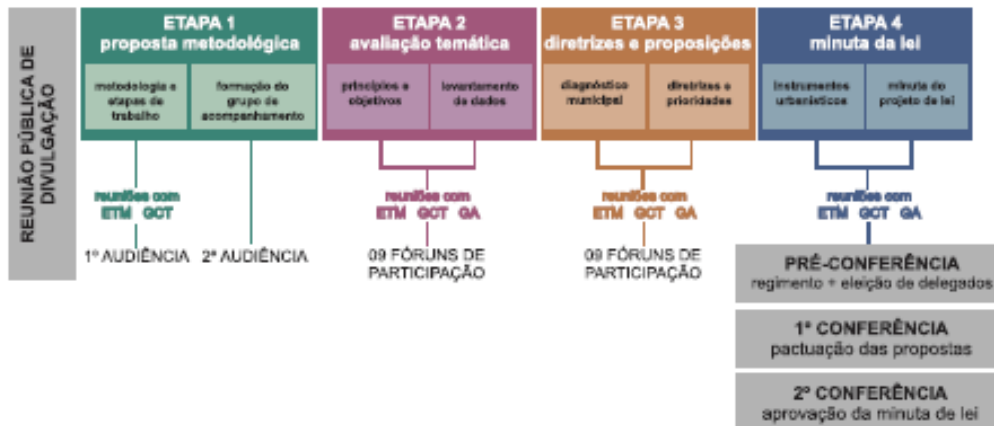 REUNIÃO PÚBLICA DE
DIVULGAÇÃO
ETAPA 1
proposta metodológica
metodologia e
etapas de
trabalho
formação do
grupo de
acompanhamento
reuniões com
ETM GCT
1º AUDIÊNCIA
2ª AUDIÊNCIA
ETAPA 2
avaliação temática
princípios e
objetivos
levantamento
de dados
reuniões com
ETM GCT GA
09 FÓRUNS DE
PARTICIPAÇÃO
ETAPA 3
diretrizes e proposições
diagnóstico
municipal
diretrizes e
prioridades
reuniões com
ETM GCT GA
09 FÓRUNS DE
PARTICIPAÇÃO
ETAPA 4
minuta da lei
instrumentos
urbanísticos
minuta do
projeto de lei
reuniões com
ETM GCT GA
PRÉ-CONFERÊNCIA
regimento + eleição de delegados
1ª CONFERÊNCIA
pactuação das propostas
2ª CONFERÊNCIA
aprovação da minuta de lei